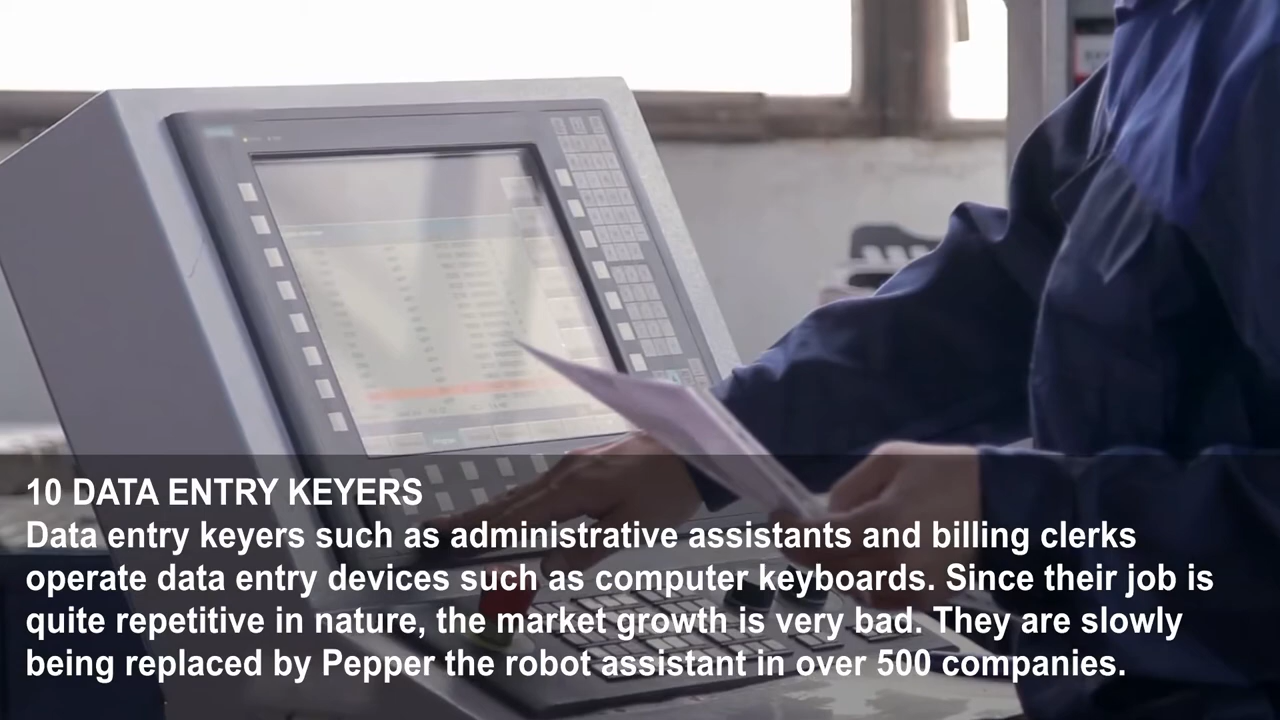 10 DATA ENTRY KEYERS
Data entry keyers such as administrative assistants and billing clerks
operate data entry devices such as computer keyboards. Since their job is
quite repetitive in nature, the market growth is very bad. They are slowly
being replaced by Pepper the robot assistant in over 500 companies.